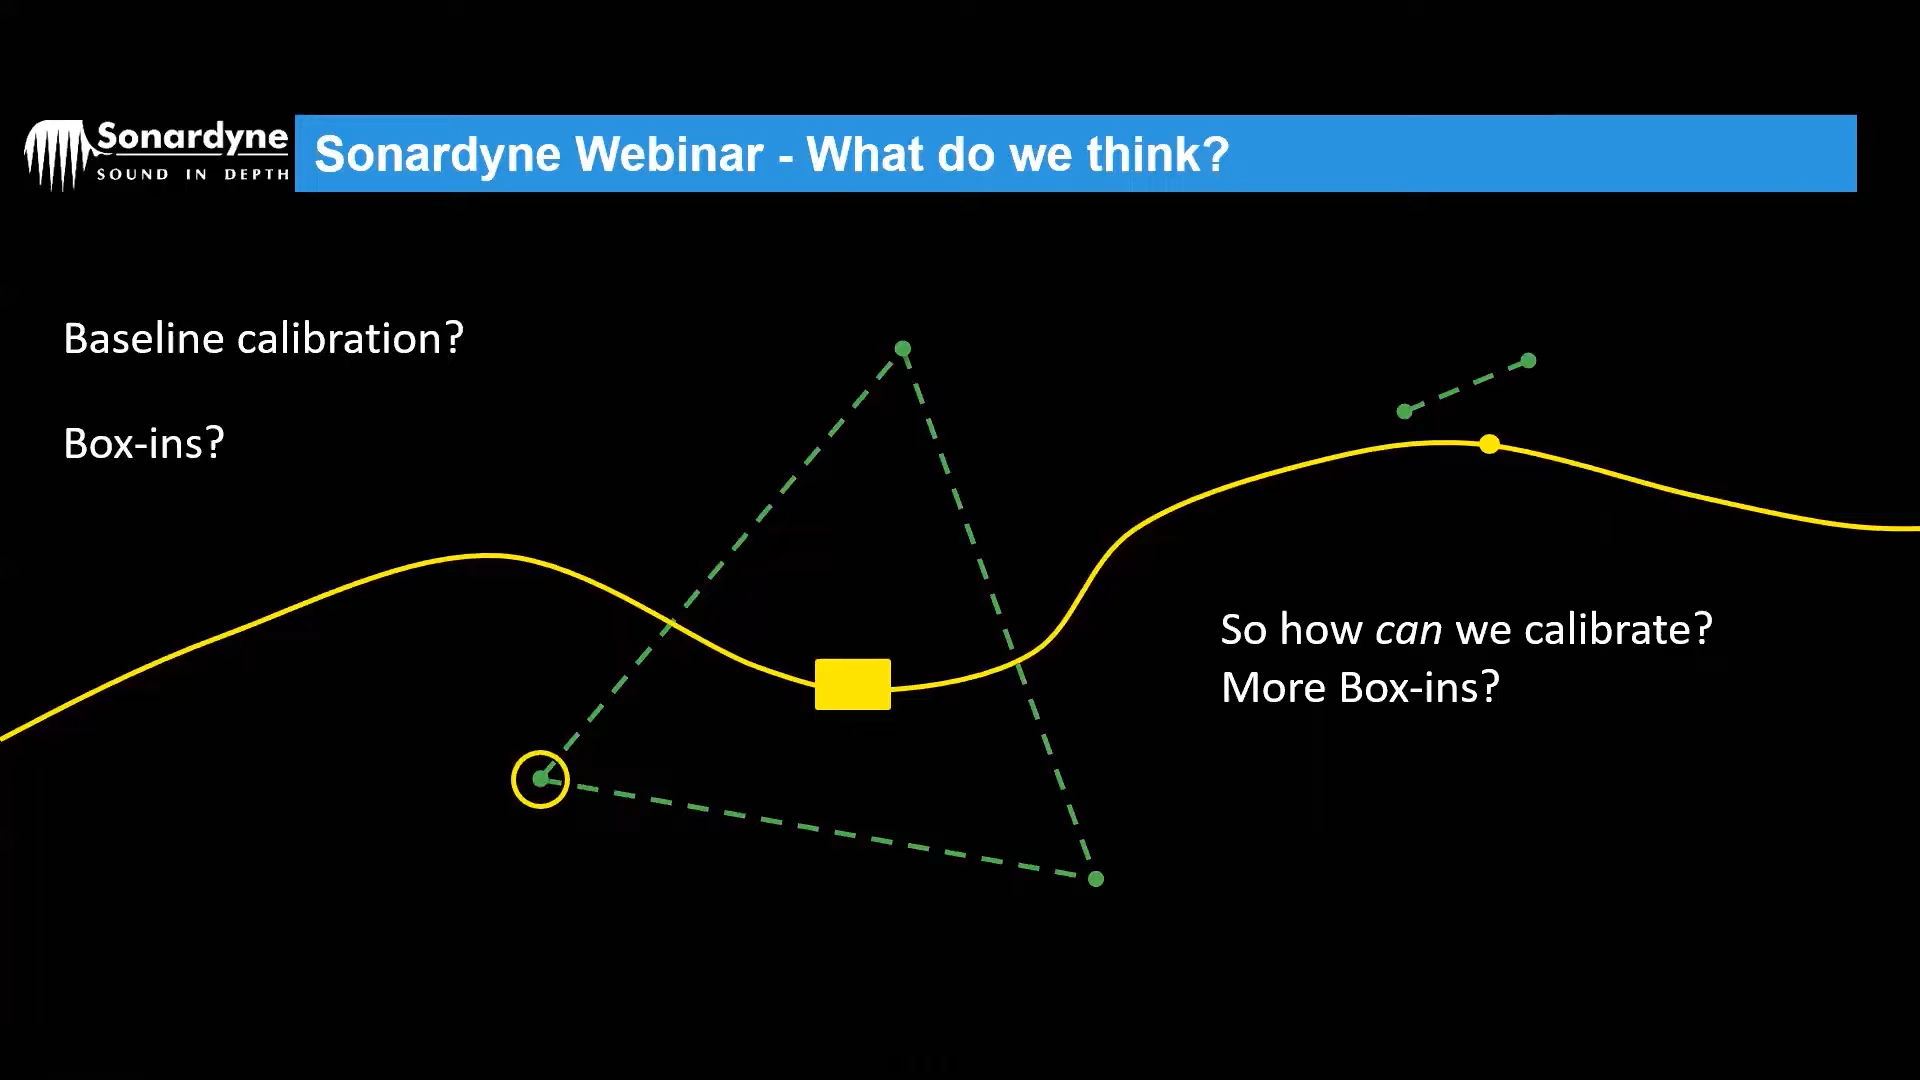 Sonardyne
SOUND IN DEPTH
Sonardyne Webinar - What do we think?
Baseline calibration?
Box-ins?
So how can we calibrate?
More Box-ins?